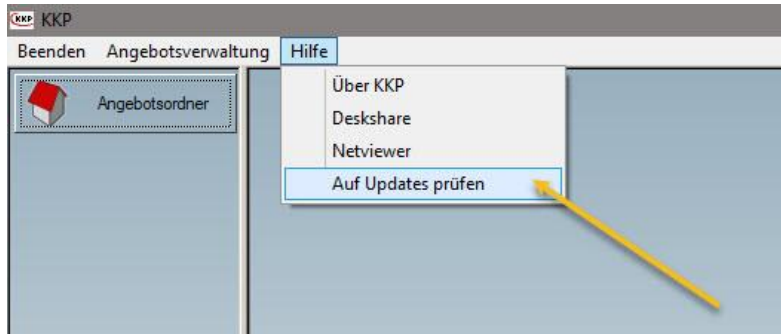 KKP KKP
Beenden Angebotsverwaltung Hilfe
Angebotsordner
Über KKP
Deskshare
Netviewer
Auf Updates prüfen